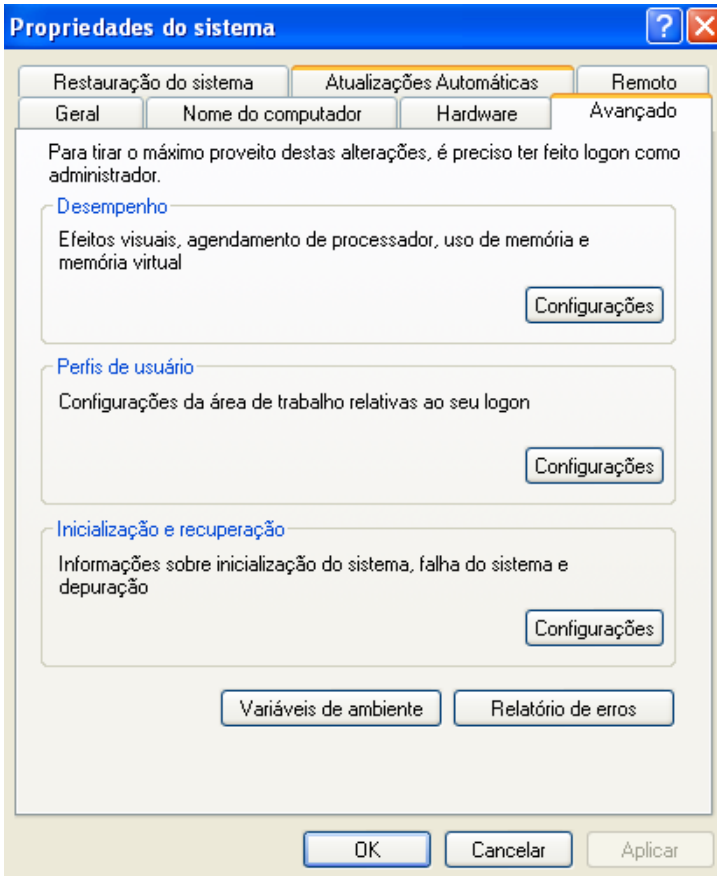 Propriedades do sistema
Restauração do sistema
Atualizações Automáticas
Remoto
Geral
Nome do computador
Hardware
Avançado
Para tirar o máximo proveito destas alterações, é preciso ter feito logon como
administrador.
Desempenho
Efeitos visuais, agendamento de processador, uso de memória e
memória virtual
Configurações
Perfis de usuário
Configurações da área de trabalho relativas ao seu logon
Configurações
Inicialização e recuperação
Informações sobre inicialização do sistema, falha do sistema e
depuração
Configurações
Variáveis de ambiente
Relatório de erros
OK
Cancelar
Aplicar